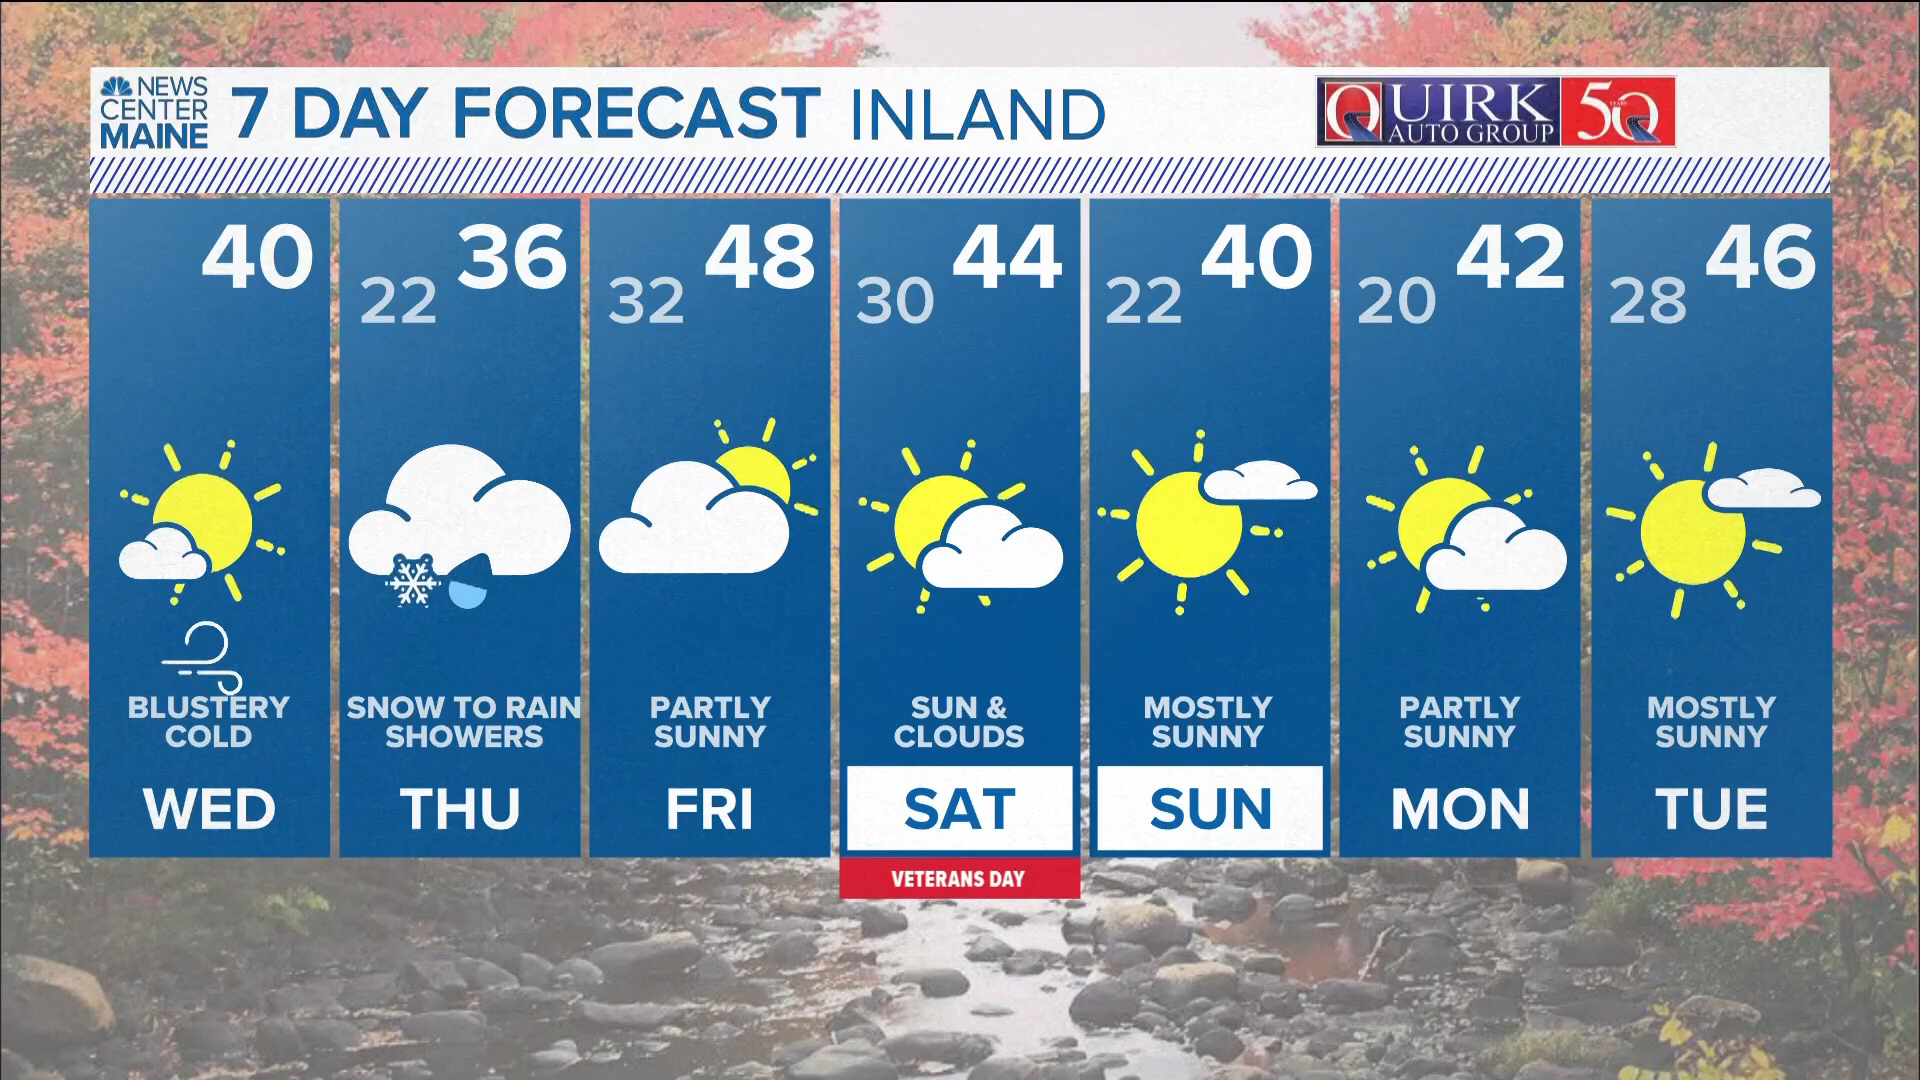 NEWS
CENTER
MAINE
7 DAY FORECAST INLAND
QUIRK
AUTO GROUP
50
YEARS
40
BLUSTERY
COLD
WED
22 36
SNOW TO RAIN
SHOWERS
THU
32 48
PARTLY
SUNNY
FRI
30 44
SUN &
CLOUDS
SAT
VETERANS DAY
22 40
MOSTLY
SUNNY
SUN
20 42
PARTLY
SUNNY
MON
28 46
MOSTLY
SUNNY
TUE